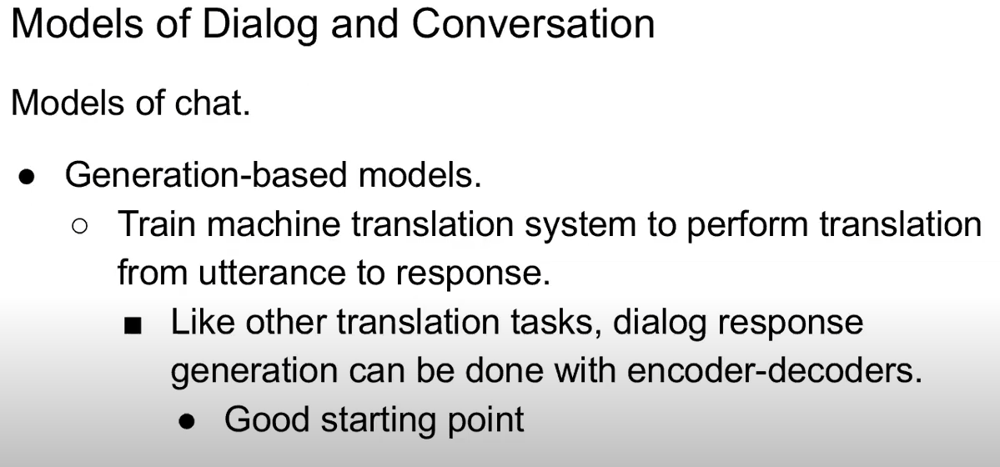 Models of Dialog and Conversation
Models of chat.
● Generation-based models.
○ Train machine translation system to perform translation
from utterance to response.
■ Like other translation tasks, dialog response
generation can be done with encoder-decoders.
● Good starting point